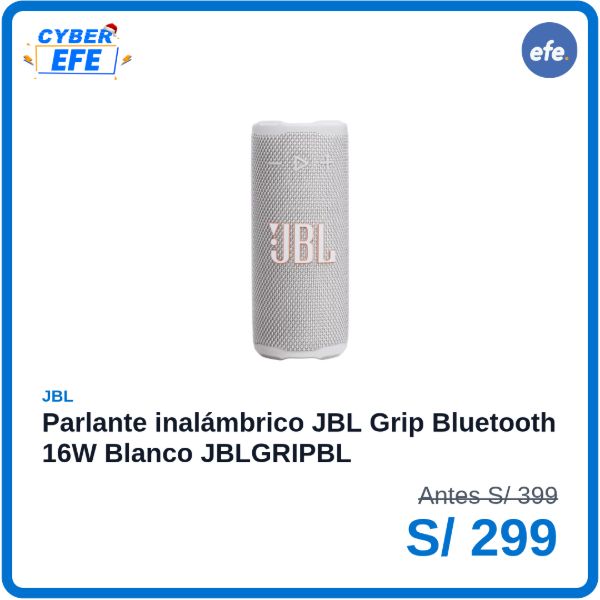 CYBER
EFE
efe.
JBL
JBL
Parlante inalámbrico JBL Grip Bluetooth
16W Blanco JBLGRIPBL
Antes S/ 399
S/ 299